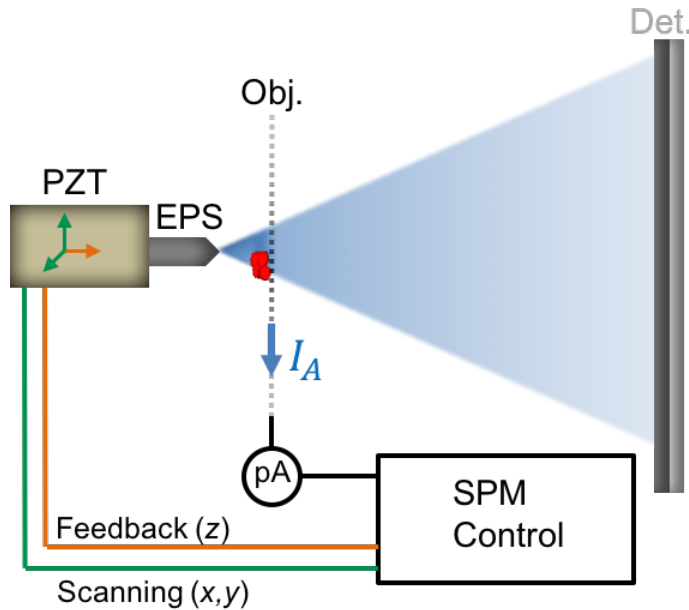 Det.
Obj.
PZT
EPS
I_A
pA
SPM
Control
Feedback (z)
Scanning (x,y)